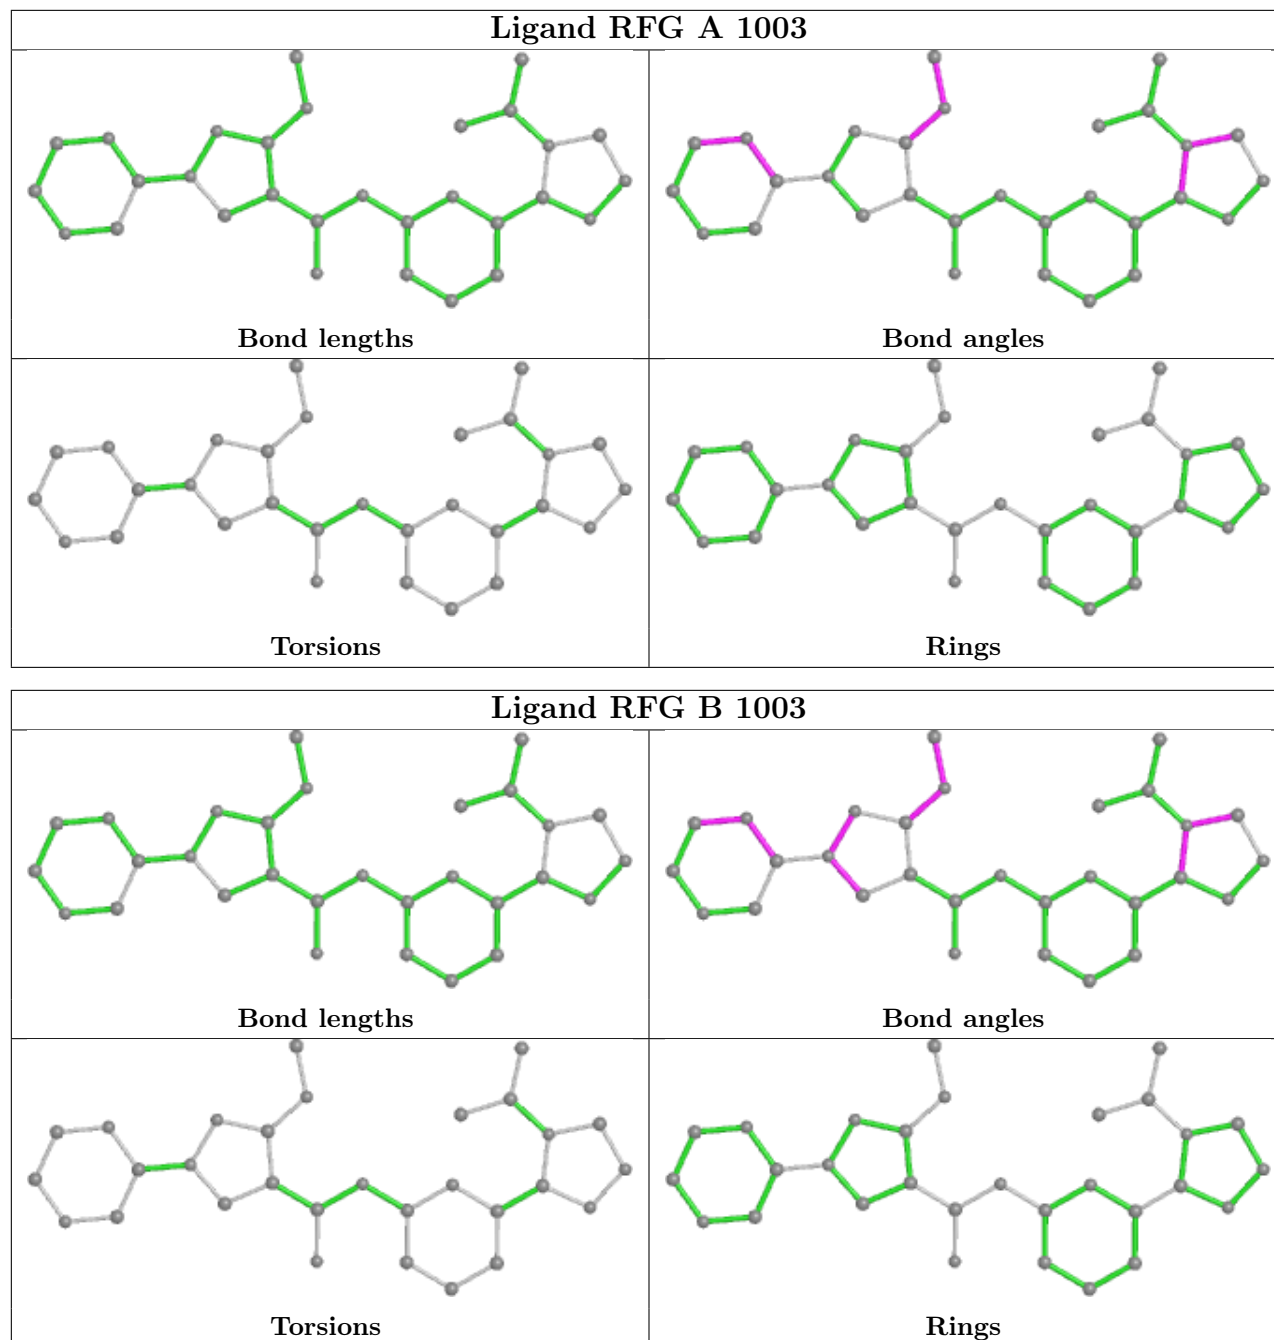 Ligand RFG A 1003
Bond lengths
Bond angles
Torsions
Rings
Ligand RFG B 1003
Bond lengths
Bond angles
Torsions
Rings